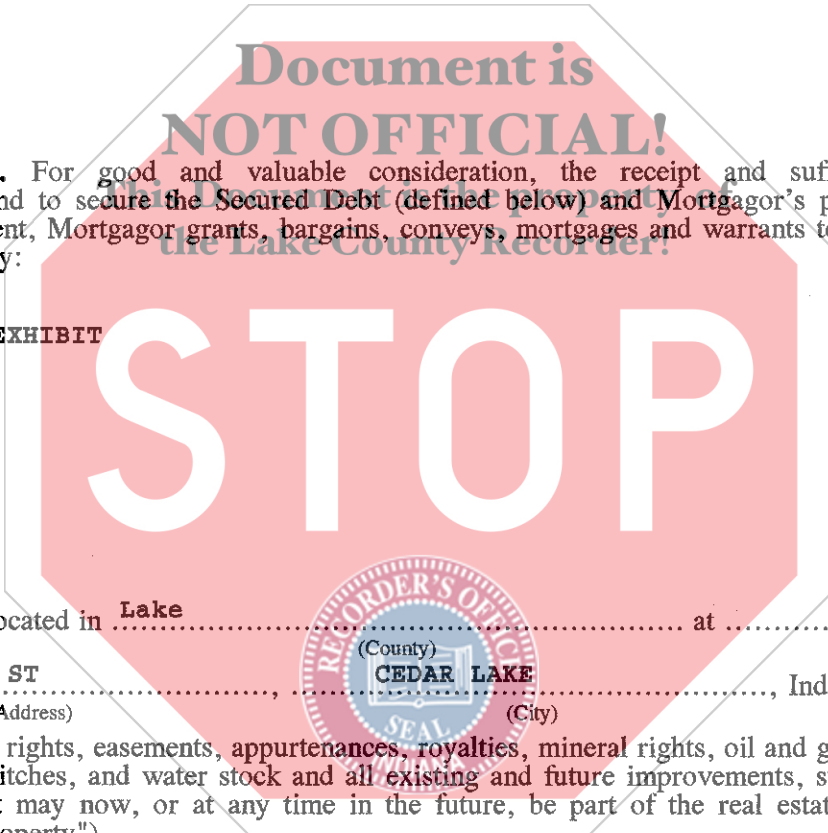 Document is
NOT OFFICIAL!
. For good and valuable consideration, the receipt and suf
This Document is the property of
nd to secure the Secured Debt (defined below) and Mortgagor's p
the Lake County Recorder!
ent, Mortgagor grants, bargains, conveys, mortgages and warrants to
y:
EXHIBIT
STOP
RECORDER'S OFFICE
ocated in Lake at
(County)
ST , CEDAR LAKE , Ind
Address) (City)
SEAL
INDIANA
rights, easements, appurtenances, royalties, mineral rights, oil and g
itches, and water stock and all existing and future improvements, s
t may now, or at any time in the future, be part of the real estat
operty")